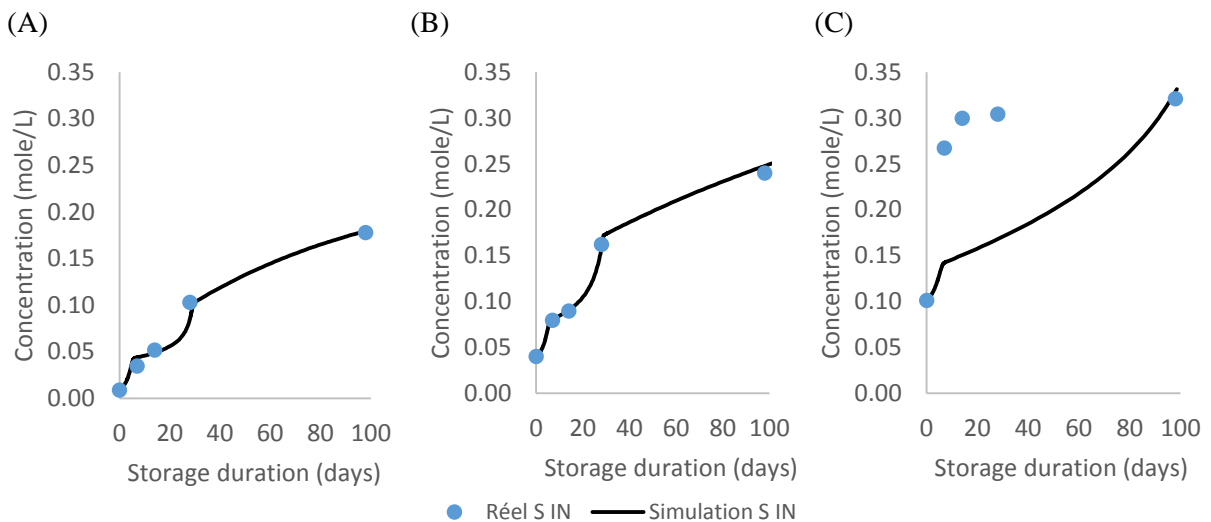 (A)
Concentration (mole/L)
0.35
0.30
0.25
0.20
0.15
0.10
0.05
0.00
0 20 40 60 80 100
Storage duration (days)
(B)
Concentration (mole/L)
0.35
0.30
0.25
0.20
0.15
0.10
0.05
0.00
0 20 40 60 80 100
Storage duration (days)
(C)
Concentration (mole/L)
0.35
0.30
0.25
0.20
0.15
0.10
0.05
0.00
0 20 40 60 80 100
Storage duration (days)
Réel S IN Simulation S IN